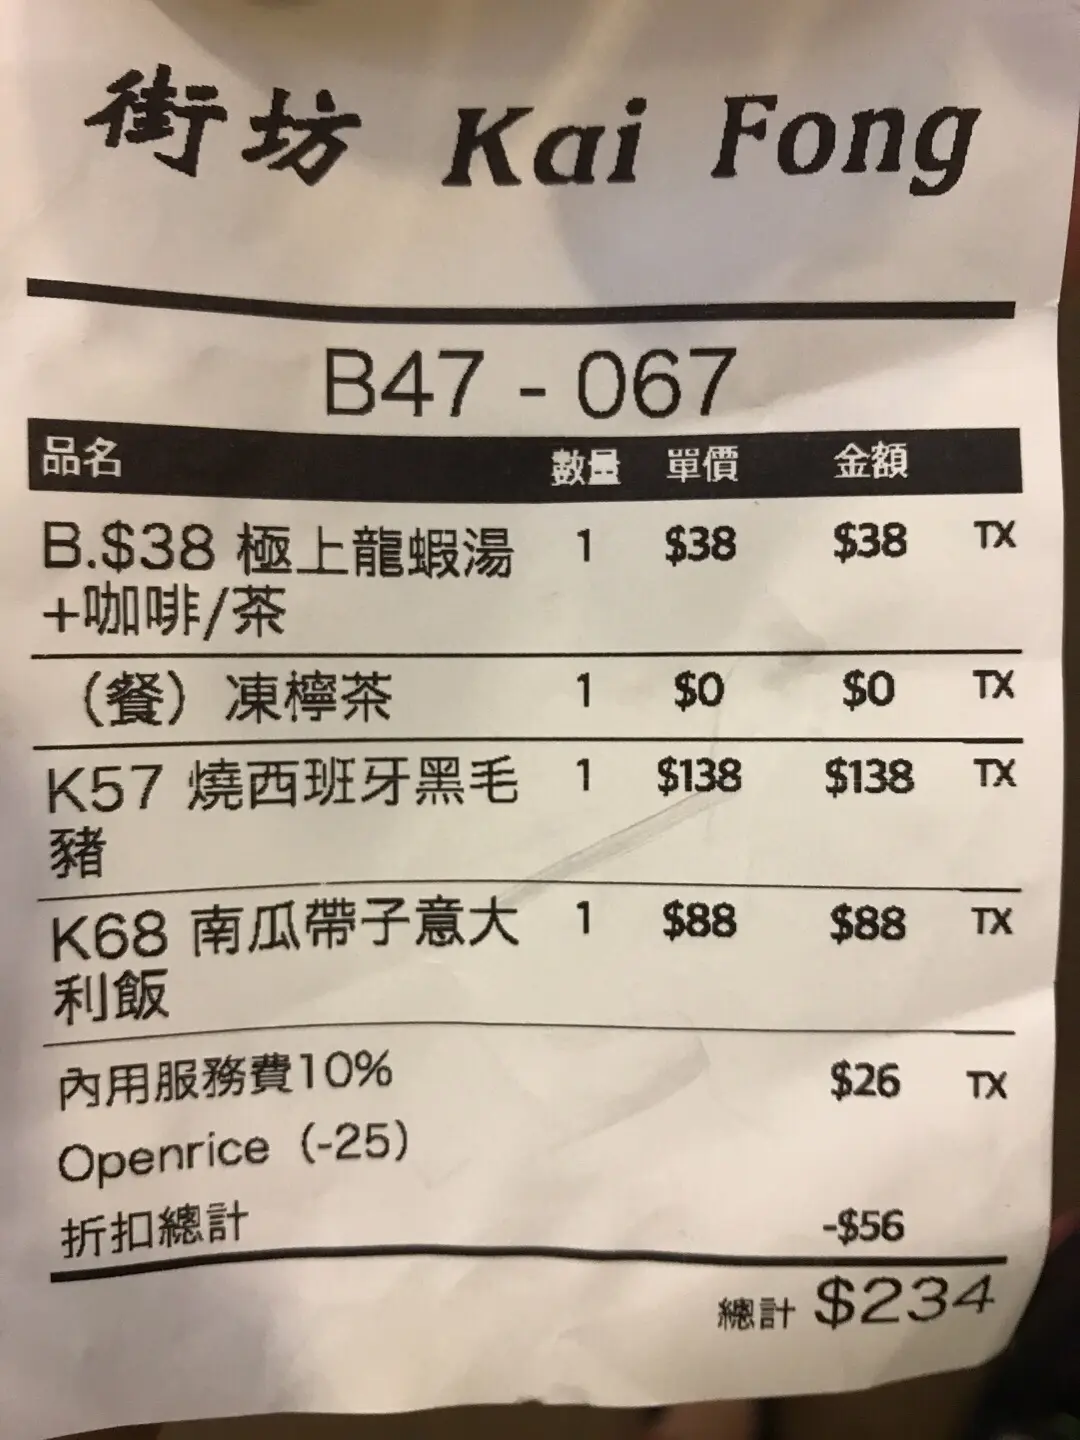 街坊 Kai Fong
B47 - 067
品名 數量 單價 金額
B.$38 極上龍蝦湯 1 $38 $38 TX
+咖啡/茶
（餐）凍檸茶 1 $0 $0 TX
K57 燒西班牙黑毛 1 $138 $138 TX
豬
K68 南瓜帶子意大 1 $88 $88 TX
利飯
內用服務費10% $26 TX
Openrice（-25）
折扣總計 -$56
總計 $234